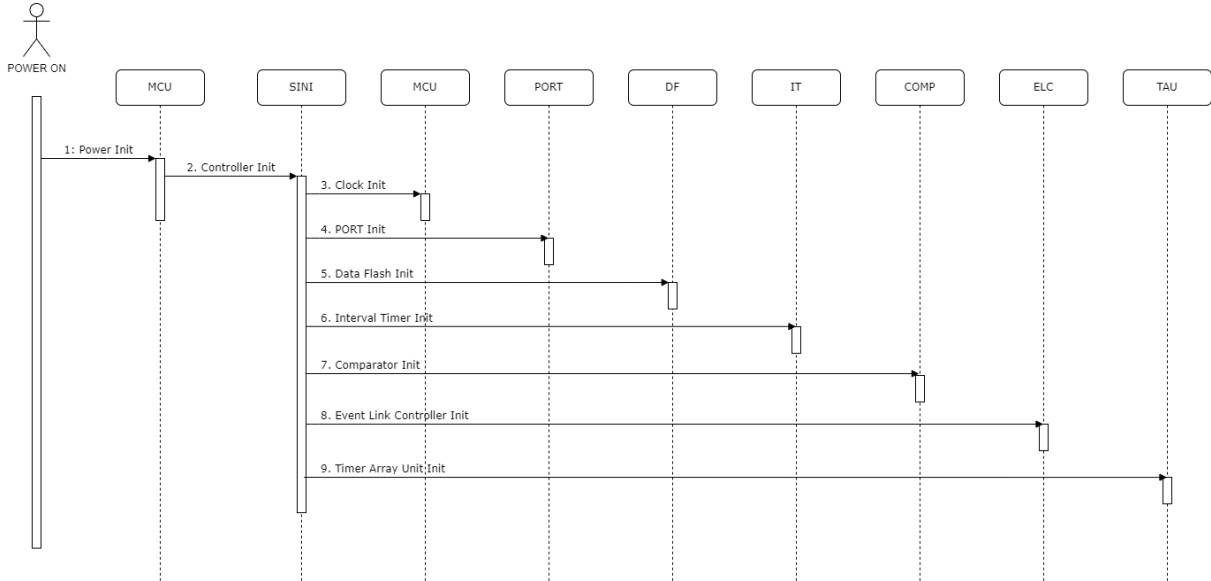 POWER ON
MCU
SINI
MCU
PORT
DF
IT
COMP
ELC
TAU
1: Power Init
2. Controller Init
3. Clock Init
4. PORT Init
5. Data Flash Init
6. Interval Timer Init
7. Comparator Init
8. Event Link Controller Init
9. Timer Array Unit Init